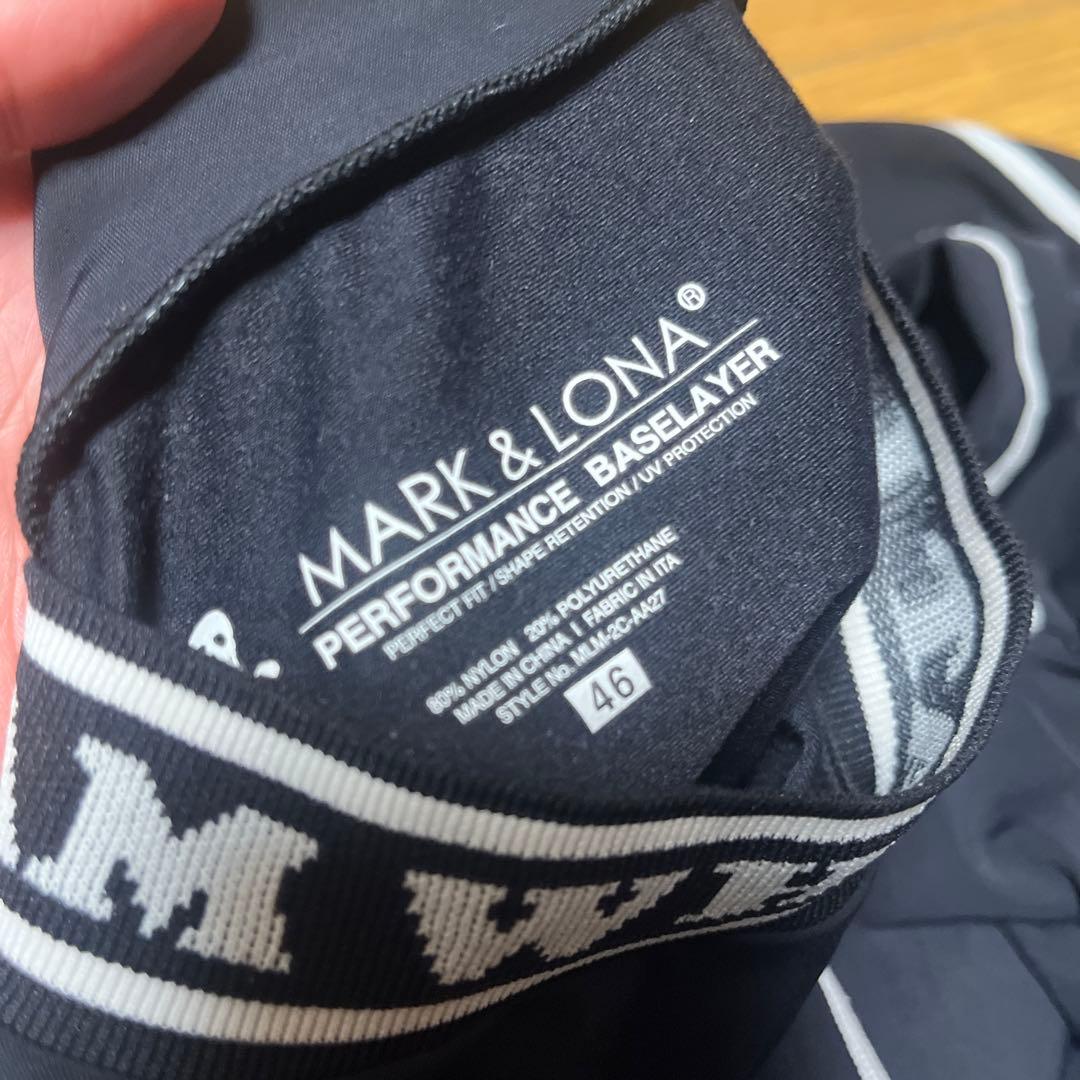 MARK & LONA®
PERFORMANCE BASELAYER
PERFECT FIT / SHAPE RETENTION / UV PROTECTION
80% NYLON 20% POLYURETHANE
MADE IN CHINA I FABRIC IN ITA
STYLE No. MLM-2C-AA27
46
M WE